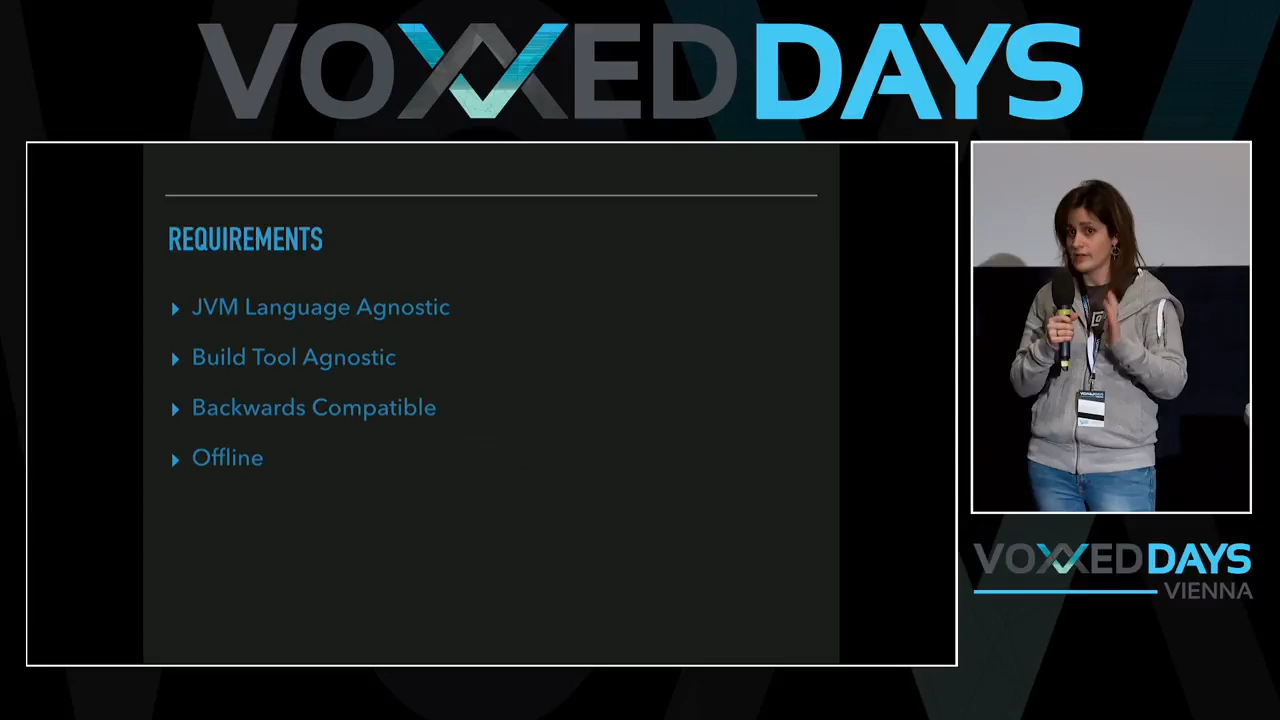 VOXXED DAYS
REQUIREMENTS
JVM Language Agnostic
Build Tool Agnostic
Backwards Compatible
Offline
VOXXED DAYS
VIENNA